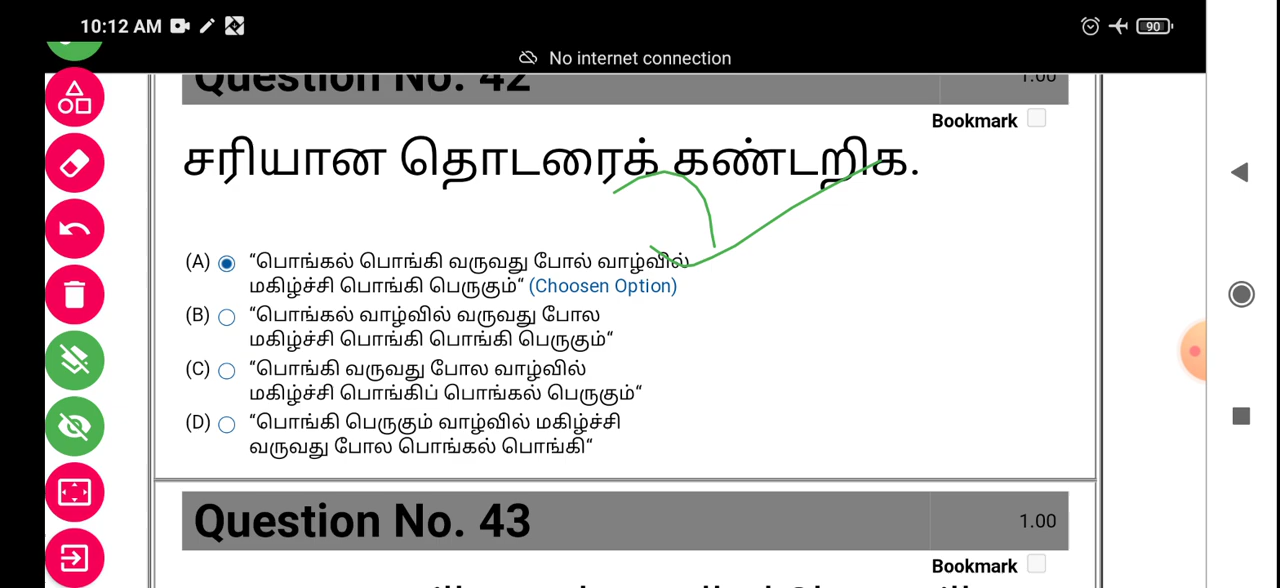 10:12 AM
90
No internet connection
Question No. 42
1.00
Bookmark
சரியான தொடரைக் கண்டறிக.
(A) “பொங்கல் பொங்கி வருவது போல் வாழ்வில்
மகிழ்ச்சி பொங்கி பெருகும்“ (Choosen Option)
(B) “பொங்கல் வாழ்வில் வருவது போல
மகிழ்ச்சி பொங்கி பொங்கி பெருகும்“
(C) “பொங்கி வருவது போல வாழ்வில்
மகிழ்ச்சி பொங்கிப் பொங்கல் பெருகும்“
(D) “பொங்கி பெருகும் வாழ்வில் மகிழ்ச்சி
வருவது போல பொங்கல் பொங்கி“
Question No. 43
1.00
Bookmark